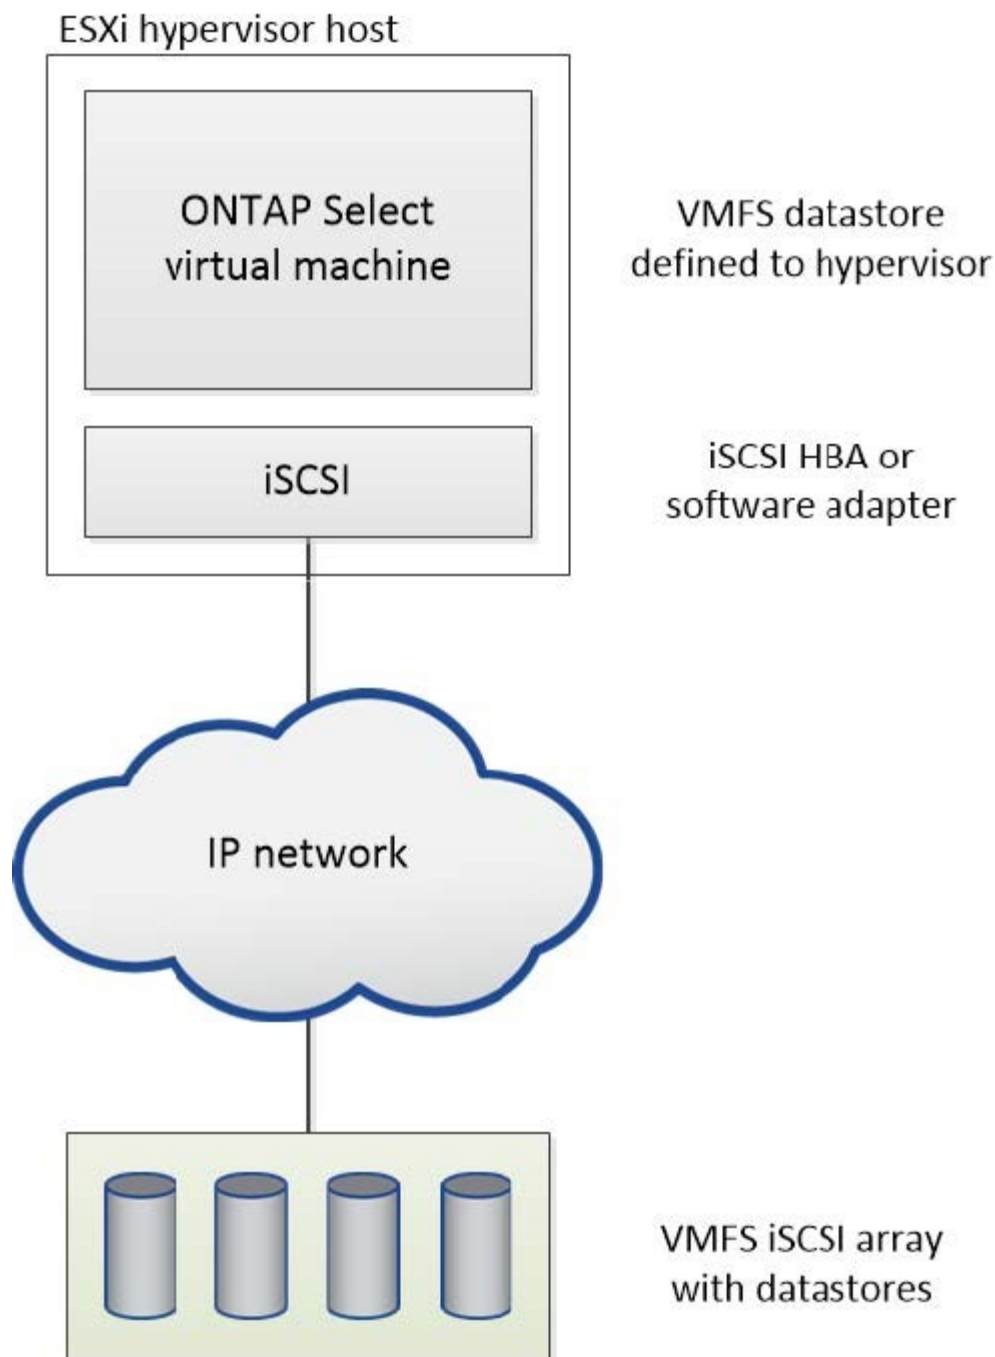 ESXi hypervisor host
ONTAP Select
virtual machine
VMFS datastore
defined to hypervisor
iSCSI
iSCSI HBA or
software adapter
IP network
VMFS iSCSI array
with datastores